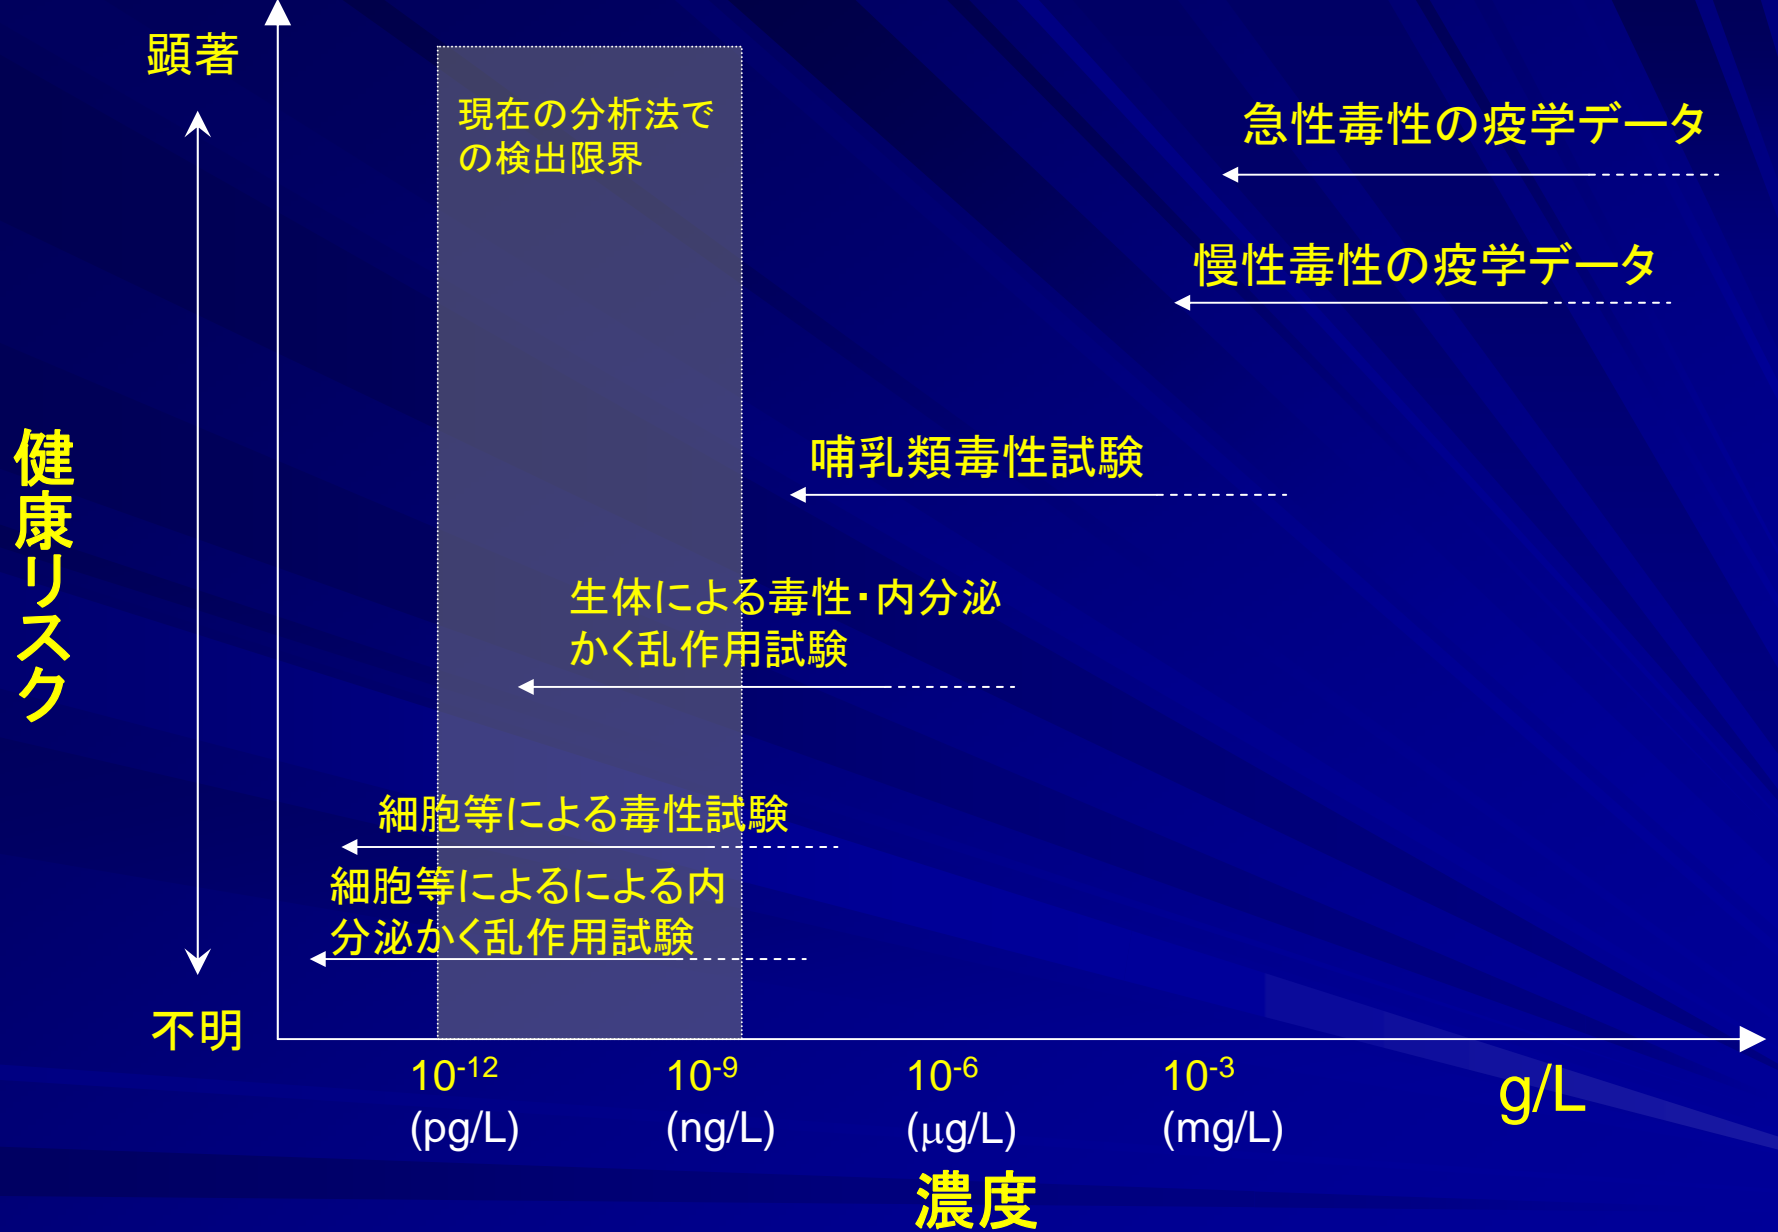 顕著
現在の分析法で
の検出限界
急性毒性の疫学データ
慢性毒性の疫学データ
健康リスク
哺乳類毒性試験
生体による毒性・内分泌
かく乱作用試験
細胞等による毒性試験
細胞等によるによる内
分泌かく乱作用試験
不明
10-12 10-9 10-6 10-3 g/L
(pg/L) (ng/L) (μg/L) (mg/L)
濃度